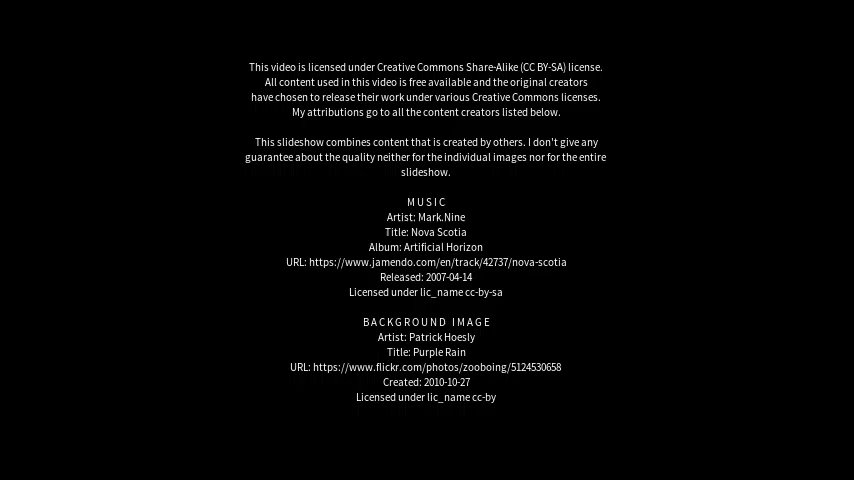 This video is licensed under Creative Commons Share-Alike (CC BY-SA) license.
All content used in this video is free available and the original creators
have chosen to release their work under various Creative Commons licenses.
My attributions go to all the content creators listed below.
This slideshow combines content that is created by others. I don't give any
guarantee about the quality neither for the individual images nor for the entire
slideshow.
MUSIC
Artist: Mark.Nine
Title: Nova Scotia
Album: Artificial Horizon
URL: https://www.jamendo.com/en/track/42737/nova-scotia
Released: 2007-04-14
Licensed under lic_name cc-by-sa
BACKGROUND IMAGE
Artist: Patrick Hoesly
Title: Purple Rain
URL: https://www.flickr.com/photos/zooboing/5124530658
Created: 2010-10-27
Licensed under lic_name cc-by